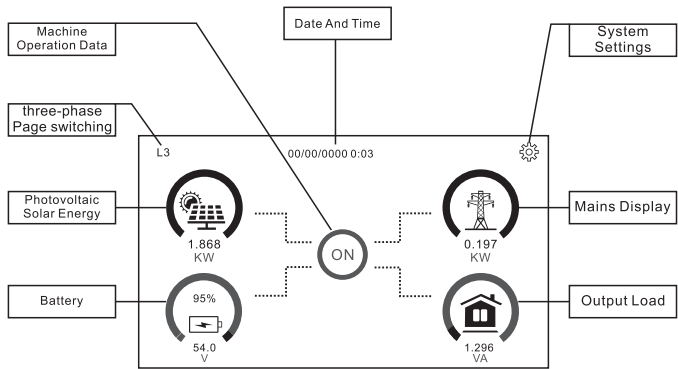 Machine
Operation Data
Date And Time
System
Settings
three-phase
Page switching
L3
00/00/0000 0:03
Photovoltaic
Solar Energy
1.868
KW
ON
0.197
KW
Mains Display
Battery
95%
54.0
V
1.296
VA
Output Load